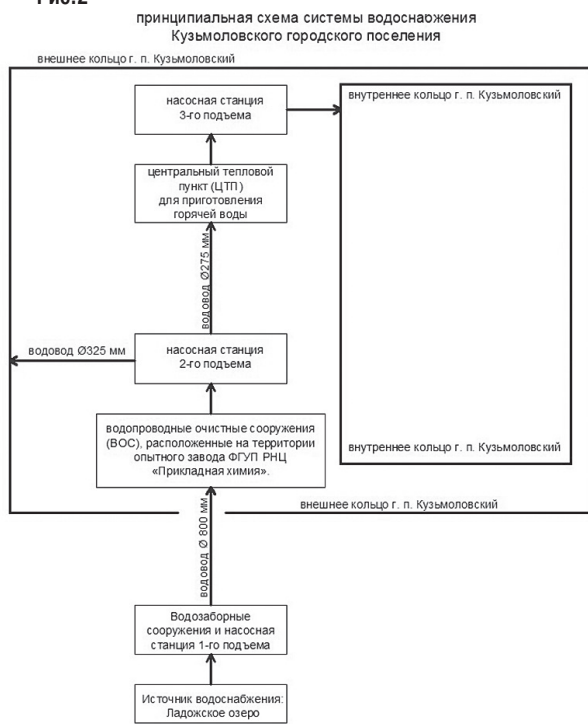 Рис.2
принципиальная схема системы водоснабжения
Кузьмоловского городского поселения
внешнее кольцо г. п. Кузьмоловский
насосная станция
3-го подъема
внутреннее кольцо г. п. Кузьмоловский
центральный тепловой
пункт (ЦТП)
для приготовления
горячей воды
водовод Ø275 мм
водовод Ø325 мм
насосная станция
2-го подъема
водопроводные очистные сооружения
(ВОС), расположенные на территории
опытного завода ФГУП РНЦ
«Прикладная химия».
внутреннее кольцо г. п. Кузьмоловский
внешнее кольцо г. п. Кузьмоловский
водовод Ø 800 мм
Водозаборные
сооружения и насосная
станция 1-го подъема
Источник водоснабжения:
Ладожское озеро